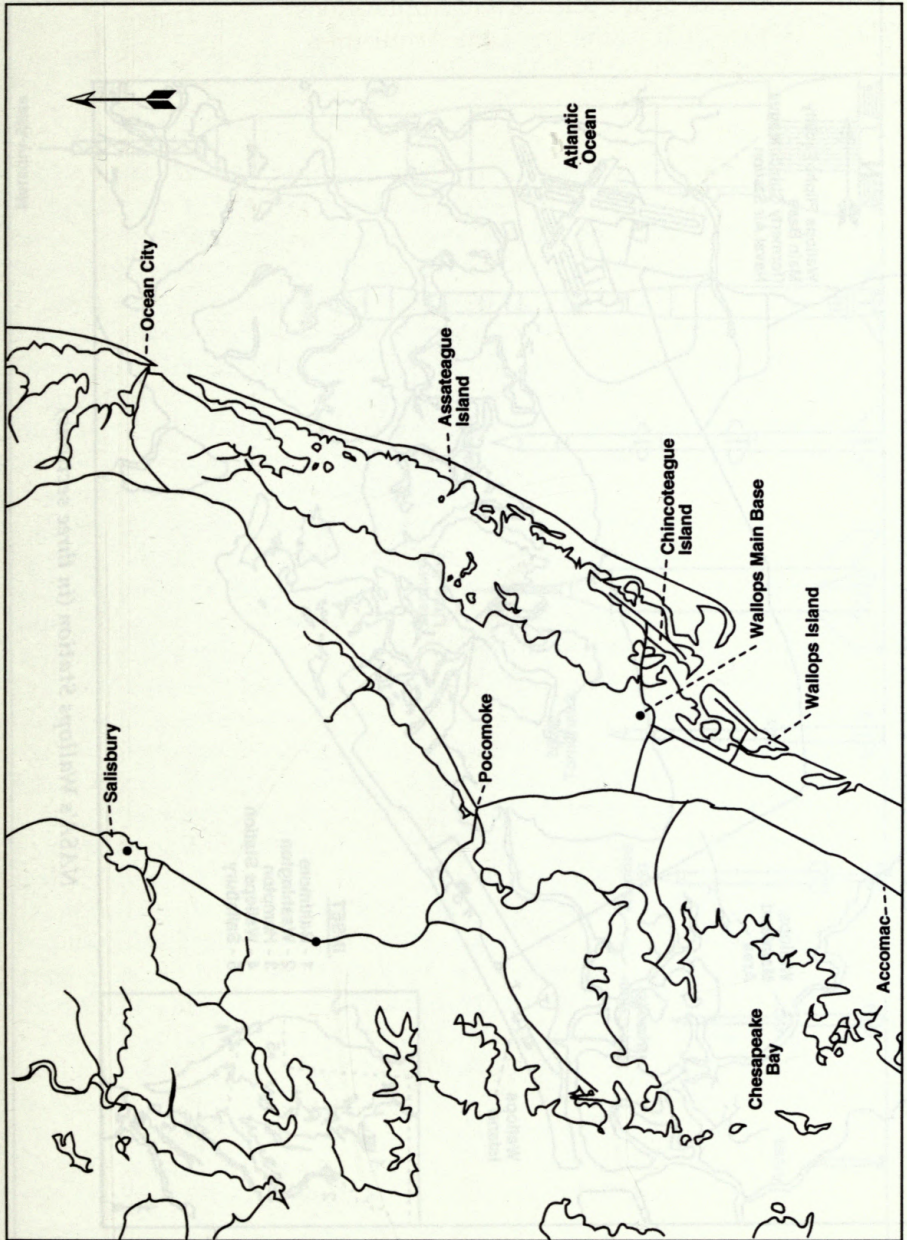 Salisbury
Ocean City
Assateague
Island
Pocomoke
Atlantic
Ocean
Chincoteague
Island
Chesapeake
Bay
Wallops Main Base
Wallops Island
Accomac